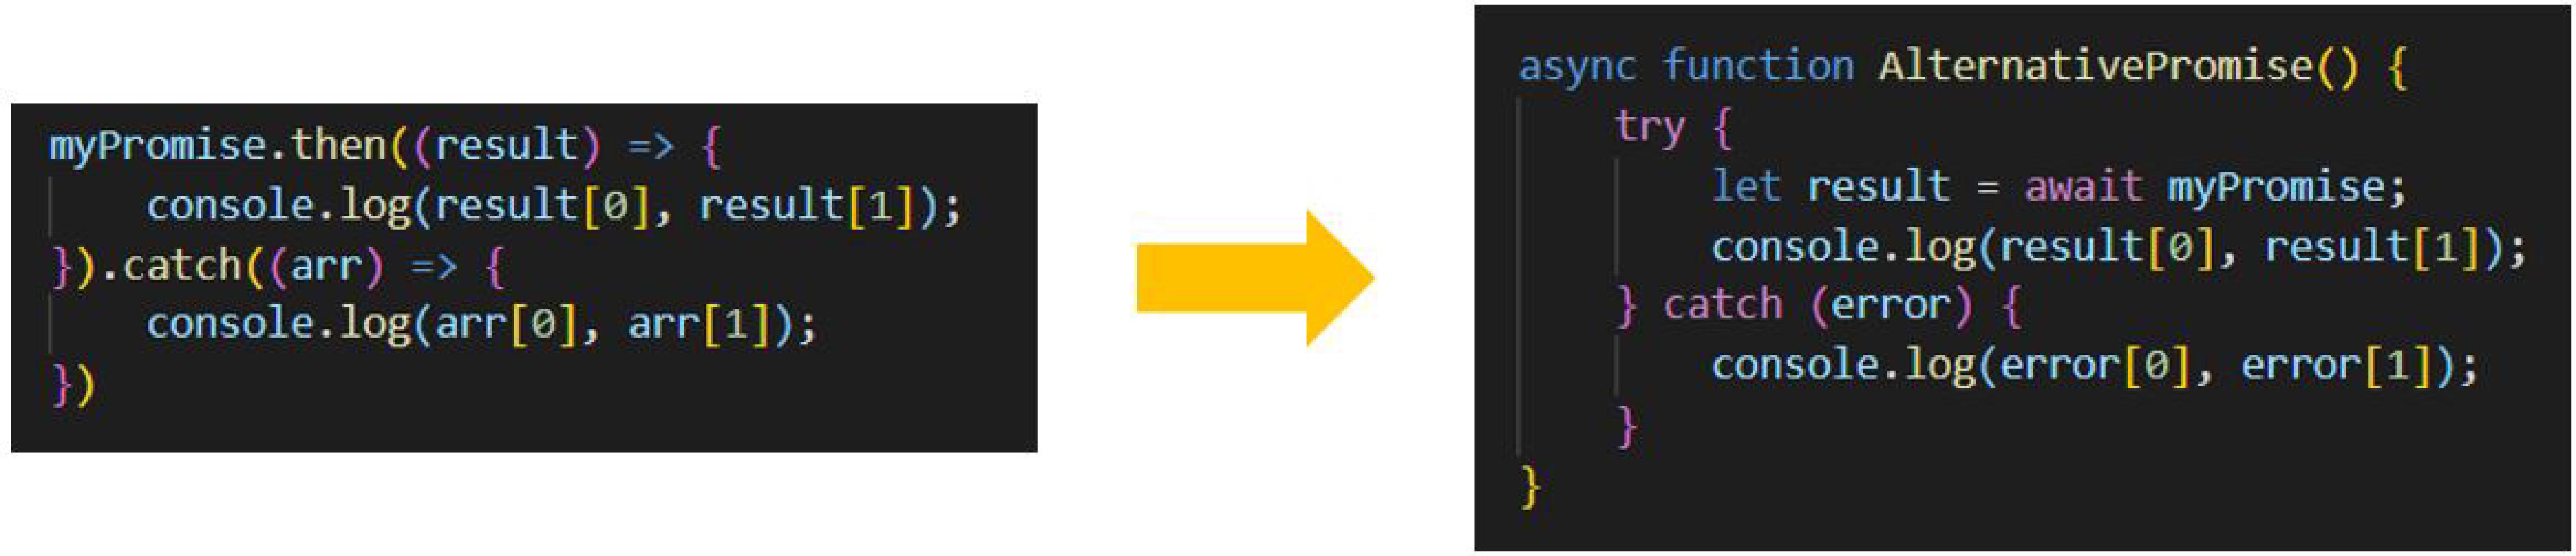 myPromise.then((result) => {
    console.log(result[0], result[1]);
}).catch((arr) => {
    console.log(arr[0], arr[1]);
})
async function AlternativePromise() {
    try {
        let result = await myPromise;
        console.log(result[0], result[1]);
    } catch (error) {
        console.log(error[0], error[1]);
    }
}